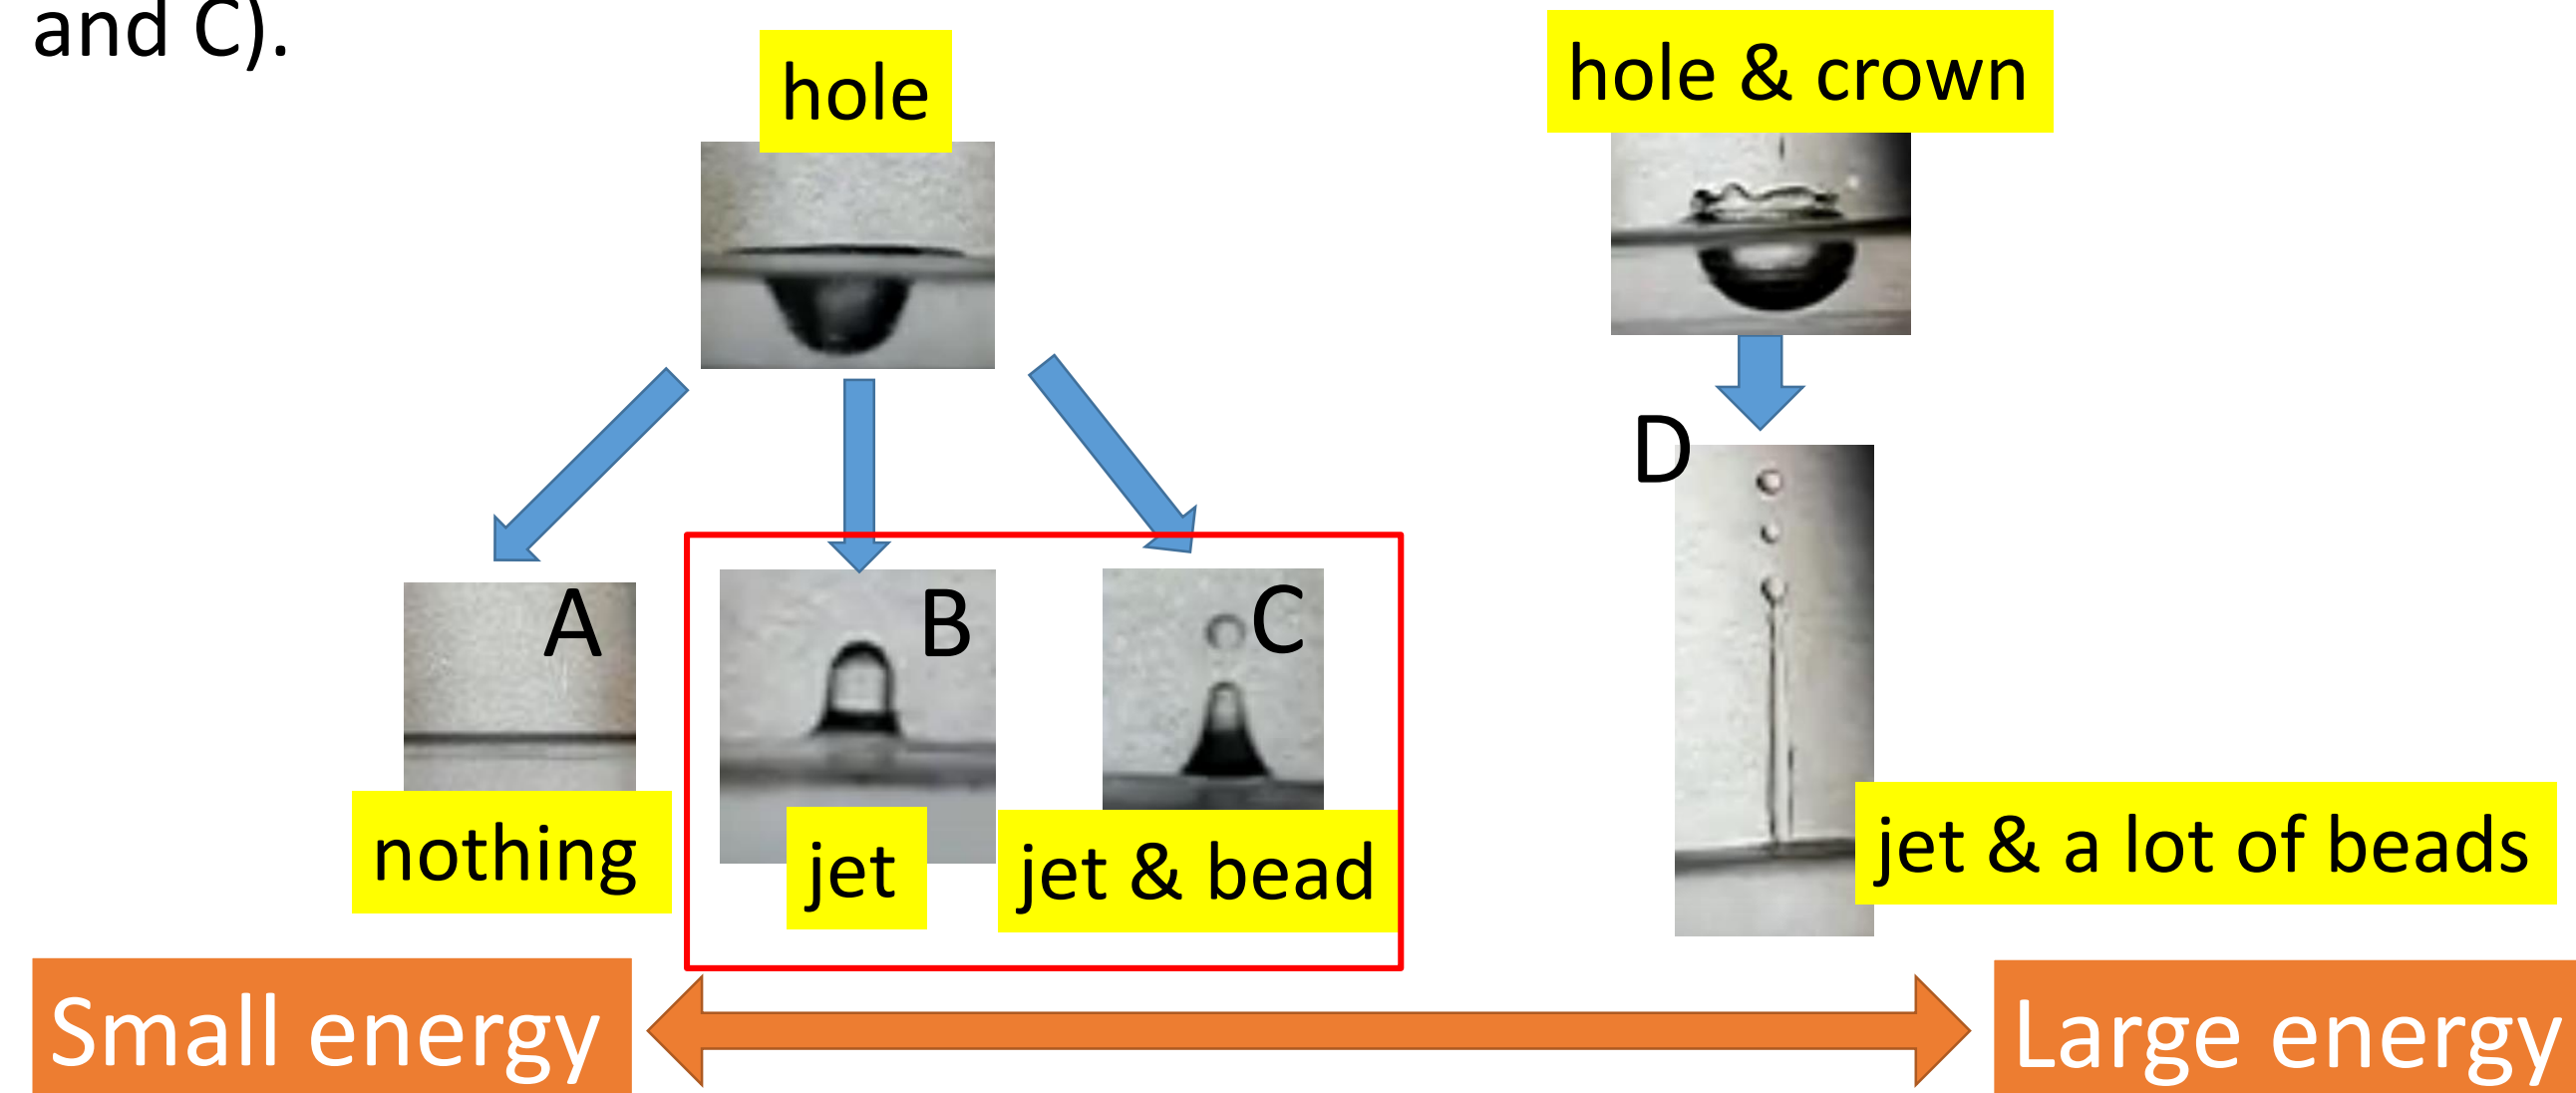 and C).
hole
hole & crown
D
A
B
C
nothing
jet
jet & bead
jet & a lot of beads
Small energy
Large energy